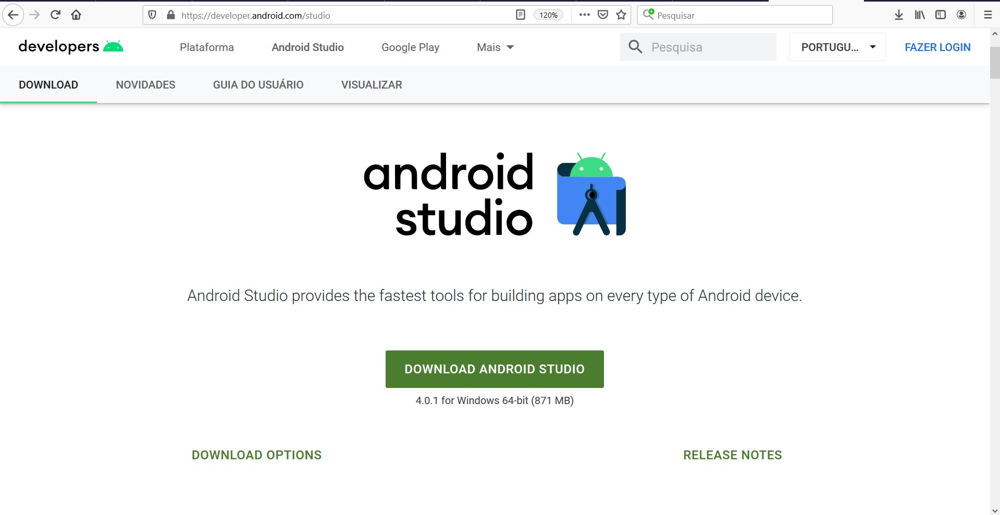 https://developer.android.com/studio
120%
Pesquisar
developers
Plataforma
Android Studio
Google Play
Mais
Pesquisa
PORTUGU...
FAZER LOGIN
DOWNLOAD
NOVIDADES
GUIA DO USUÁRIO
VISUALIZAR
android
studio
Android Studio provides the fastest tools for building apps on every type of Android device.
DOWNLOAD ANDROID STUDIO
4.0.1 for Windows 64-bit (871 MB)
DOWNLOAD OPTIONS
RELEASE NOTES